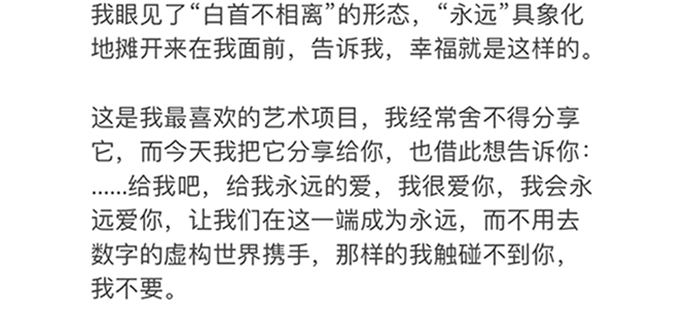 我眼见了“白首不相离”的形态，“永远”具象化
地摊开来在我面前，告诉我，幸福就是这样的。
这是我最喜欢的艺术项目，我经常舍不得分享
它，而今天我把它分享给你，也借此想告诉你：
......给我吧，给我永远的爱，我很爱你，我会永
远爱你，让我们在这一端成为永远，而不用去
数字的虚构世界携手，那样的我触碰不到你，
我不要。